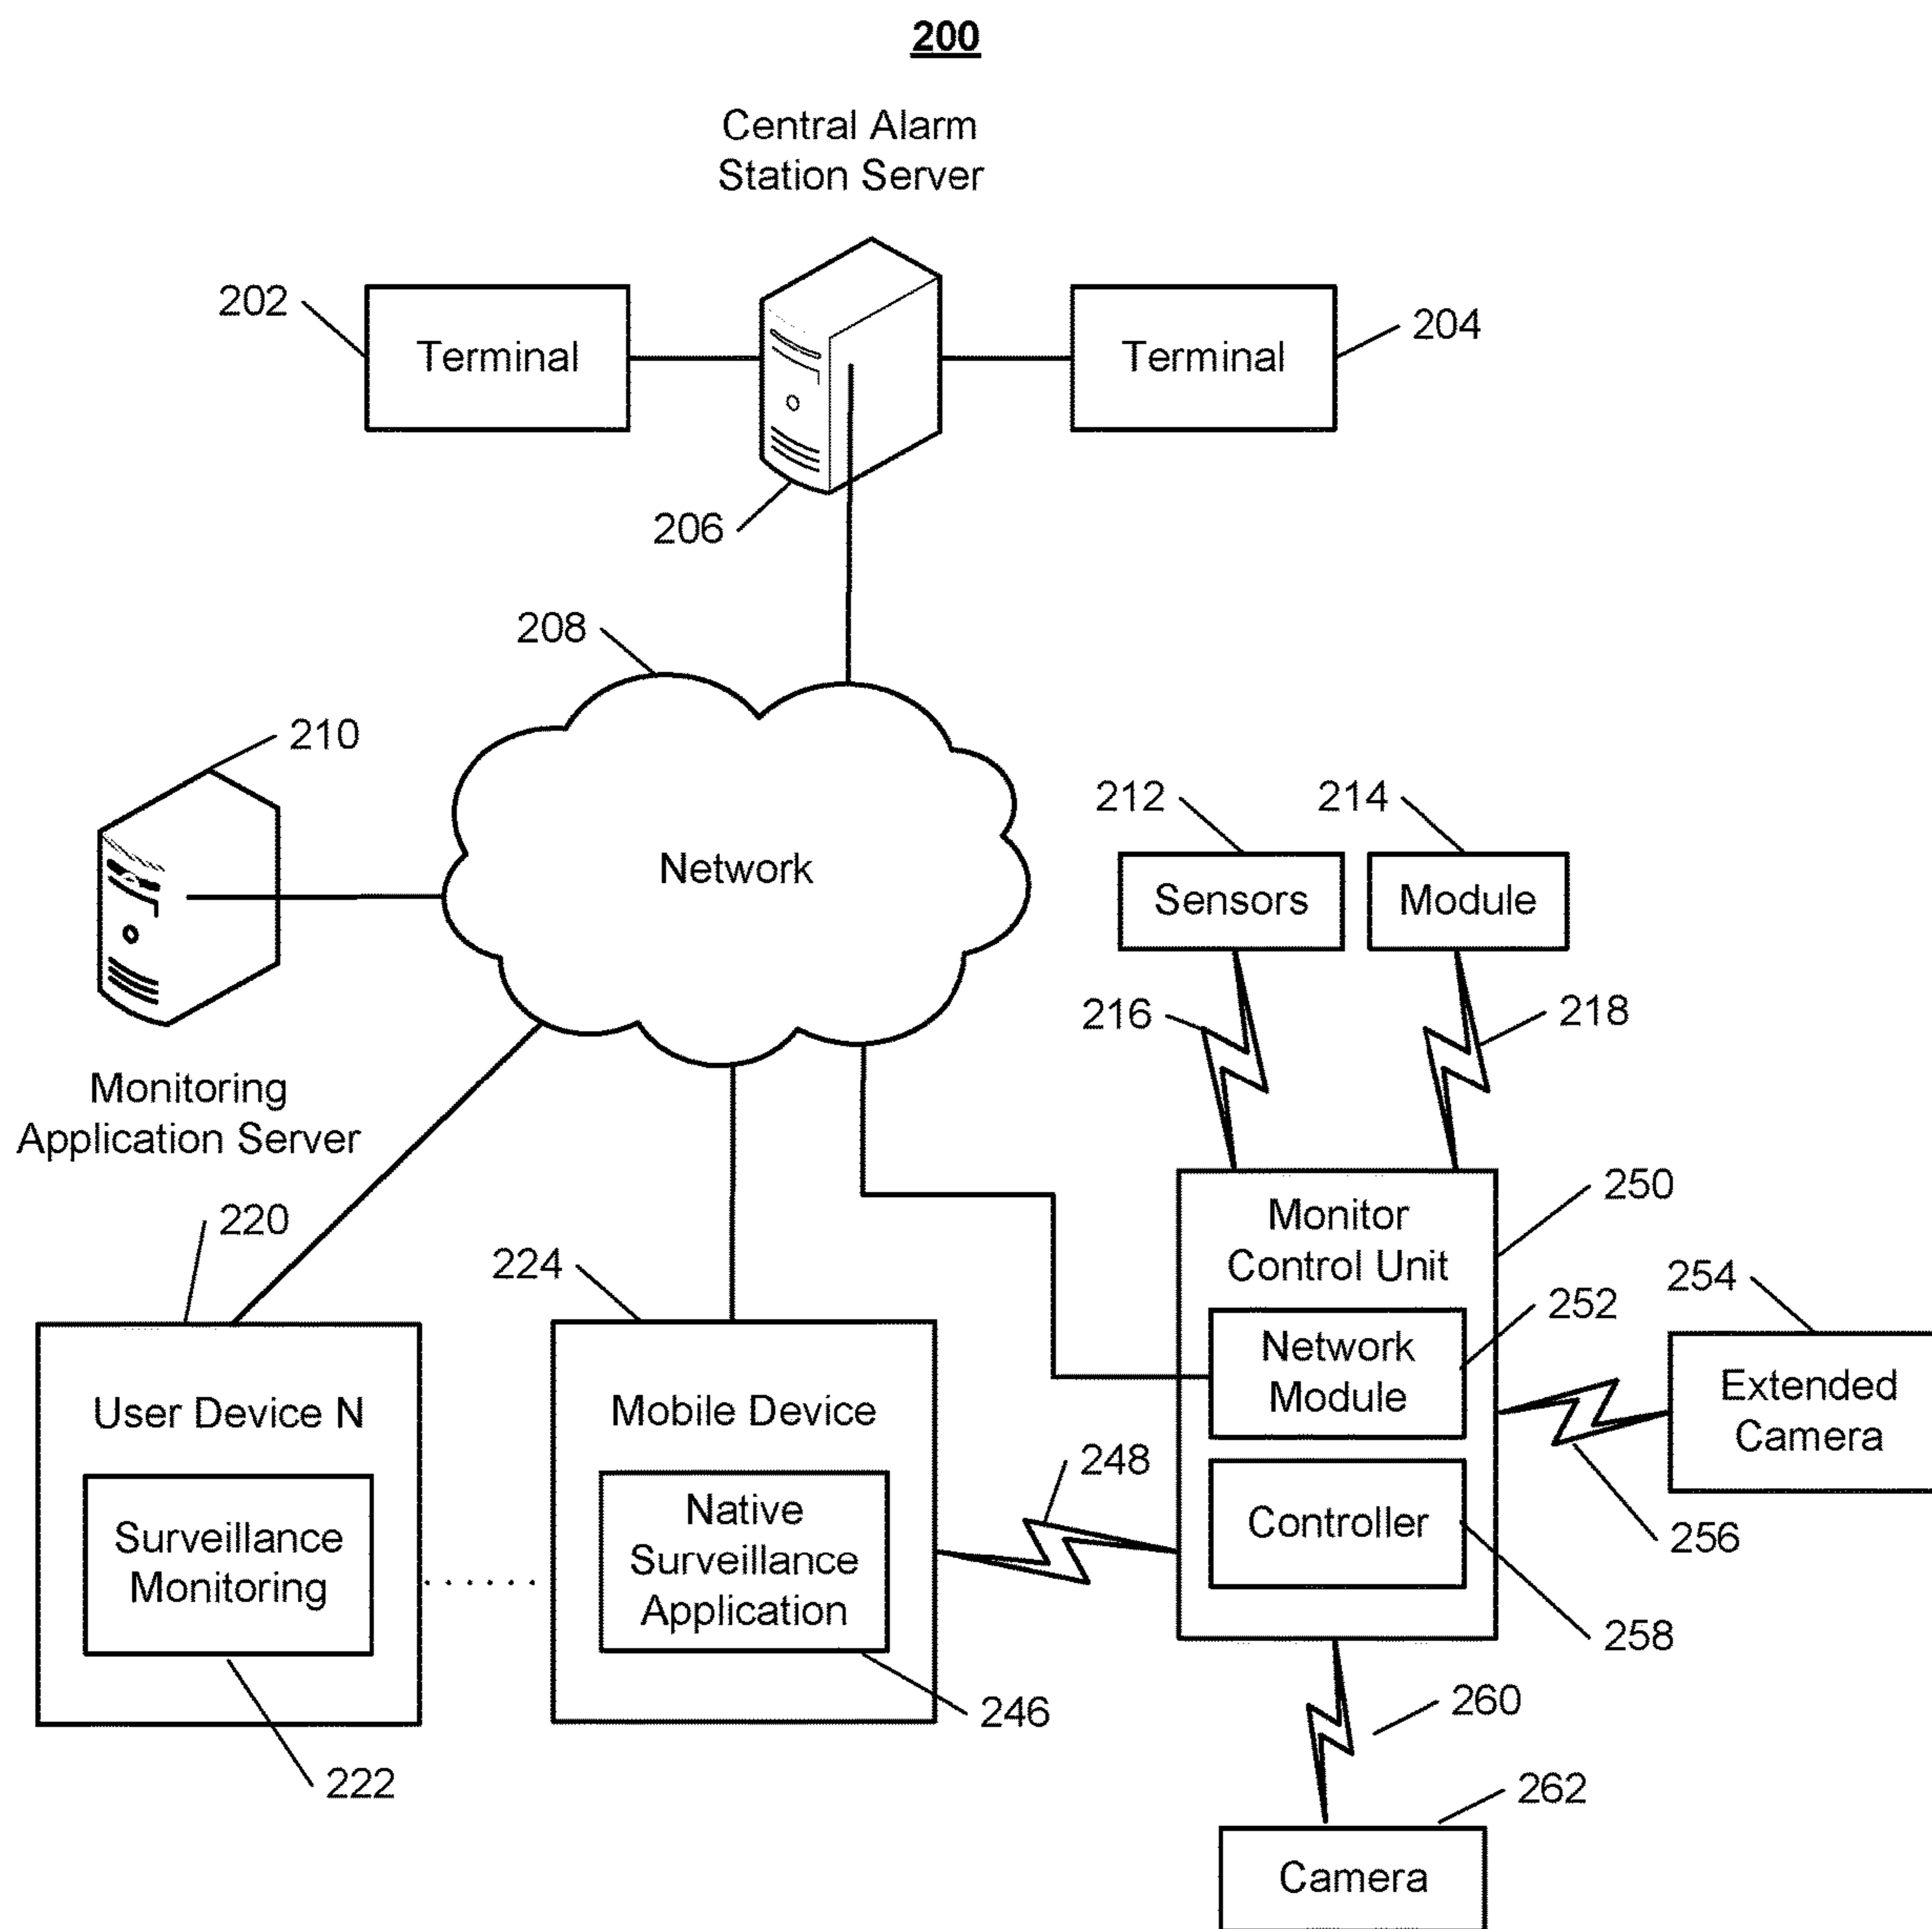 200
Central Alarm
Station Server
202
Terminal
Terminal
204
206
208
210
Network
212
214
Sensors
Module
216
218
Monitoring
Application Server
220
224
Monitor
Control Unit
250
252
254
Network
Module
Extended
Camera
User Device N
Mobile Device
248
256
Surveillance
Monitoring
Native
Surveillance
Application
Controller
258
246
260
222
262
Camera